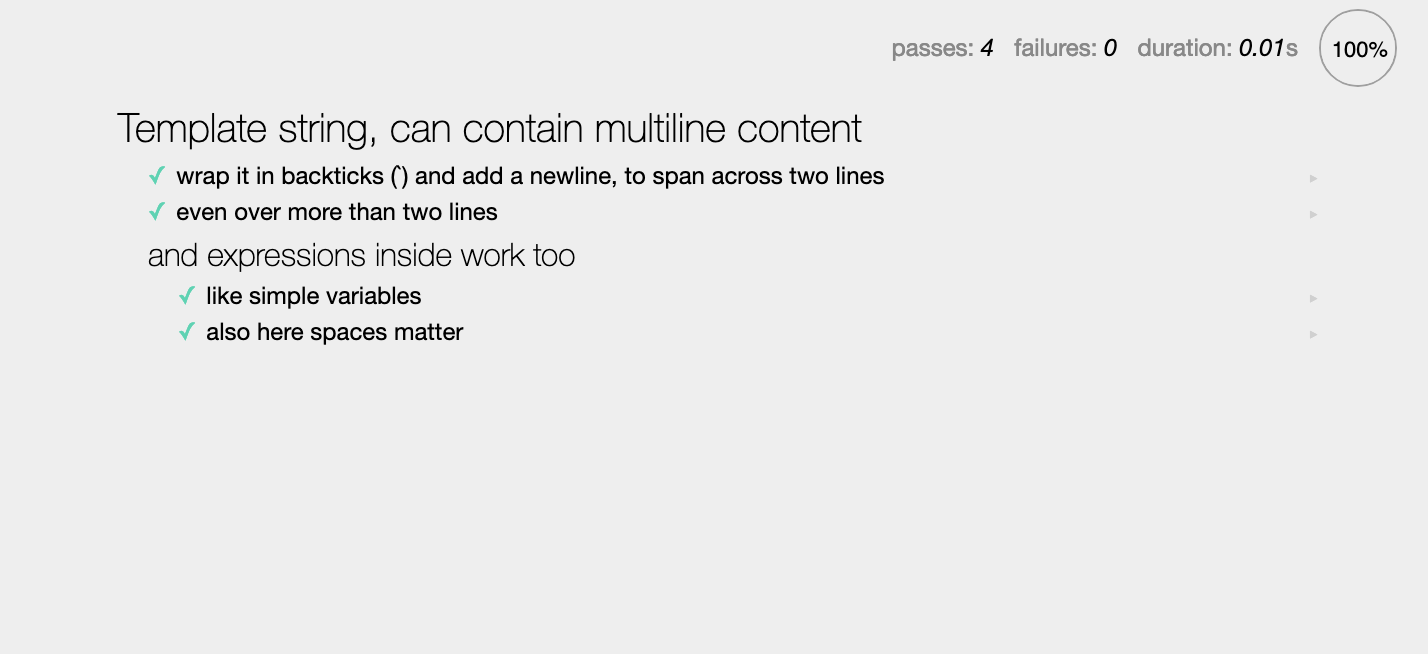 passes: 4 failures: 0 duration: 0.01s 100%
Template string, can contain multiline content
✓ wrap it in backticks (`) and add a newline, to span across two lines
✓ even over more than two lines
and expressions inside work too
✓ like simple variables
✓ also here spaces matter